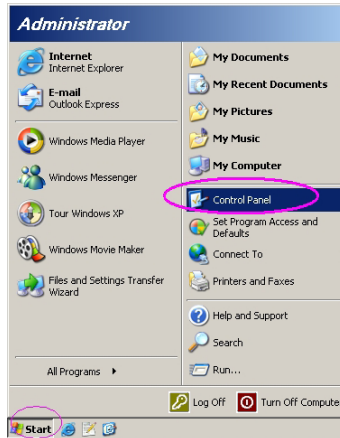 Administrator
Internet
Internet Explorer
E-mail
Outlook Express
Windows Media Player
Windows Messenger
Tour Windows XP
Windows Movie Maker
Files and Settings Transfer
Wizard
All Programs
My Documents
My Recent Documents
My Pictures
My Music
My Computer
Control Panel
Set Program Access and
Defaults
Connect To
Printers and Faxes
Help and Support
Search
Run...
Log Off
Turn Off Compute
Start